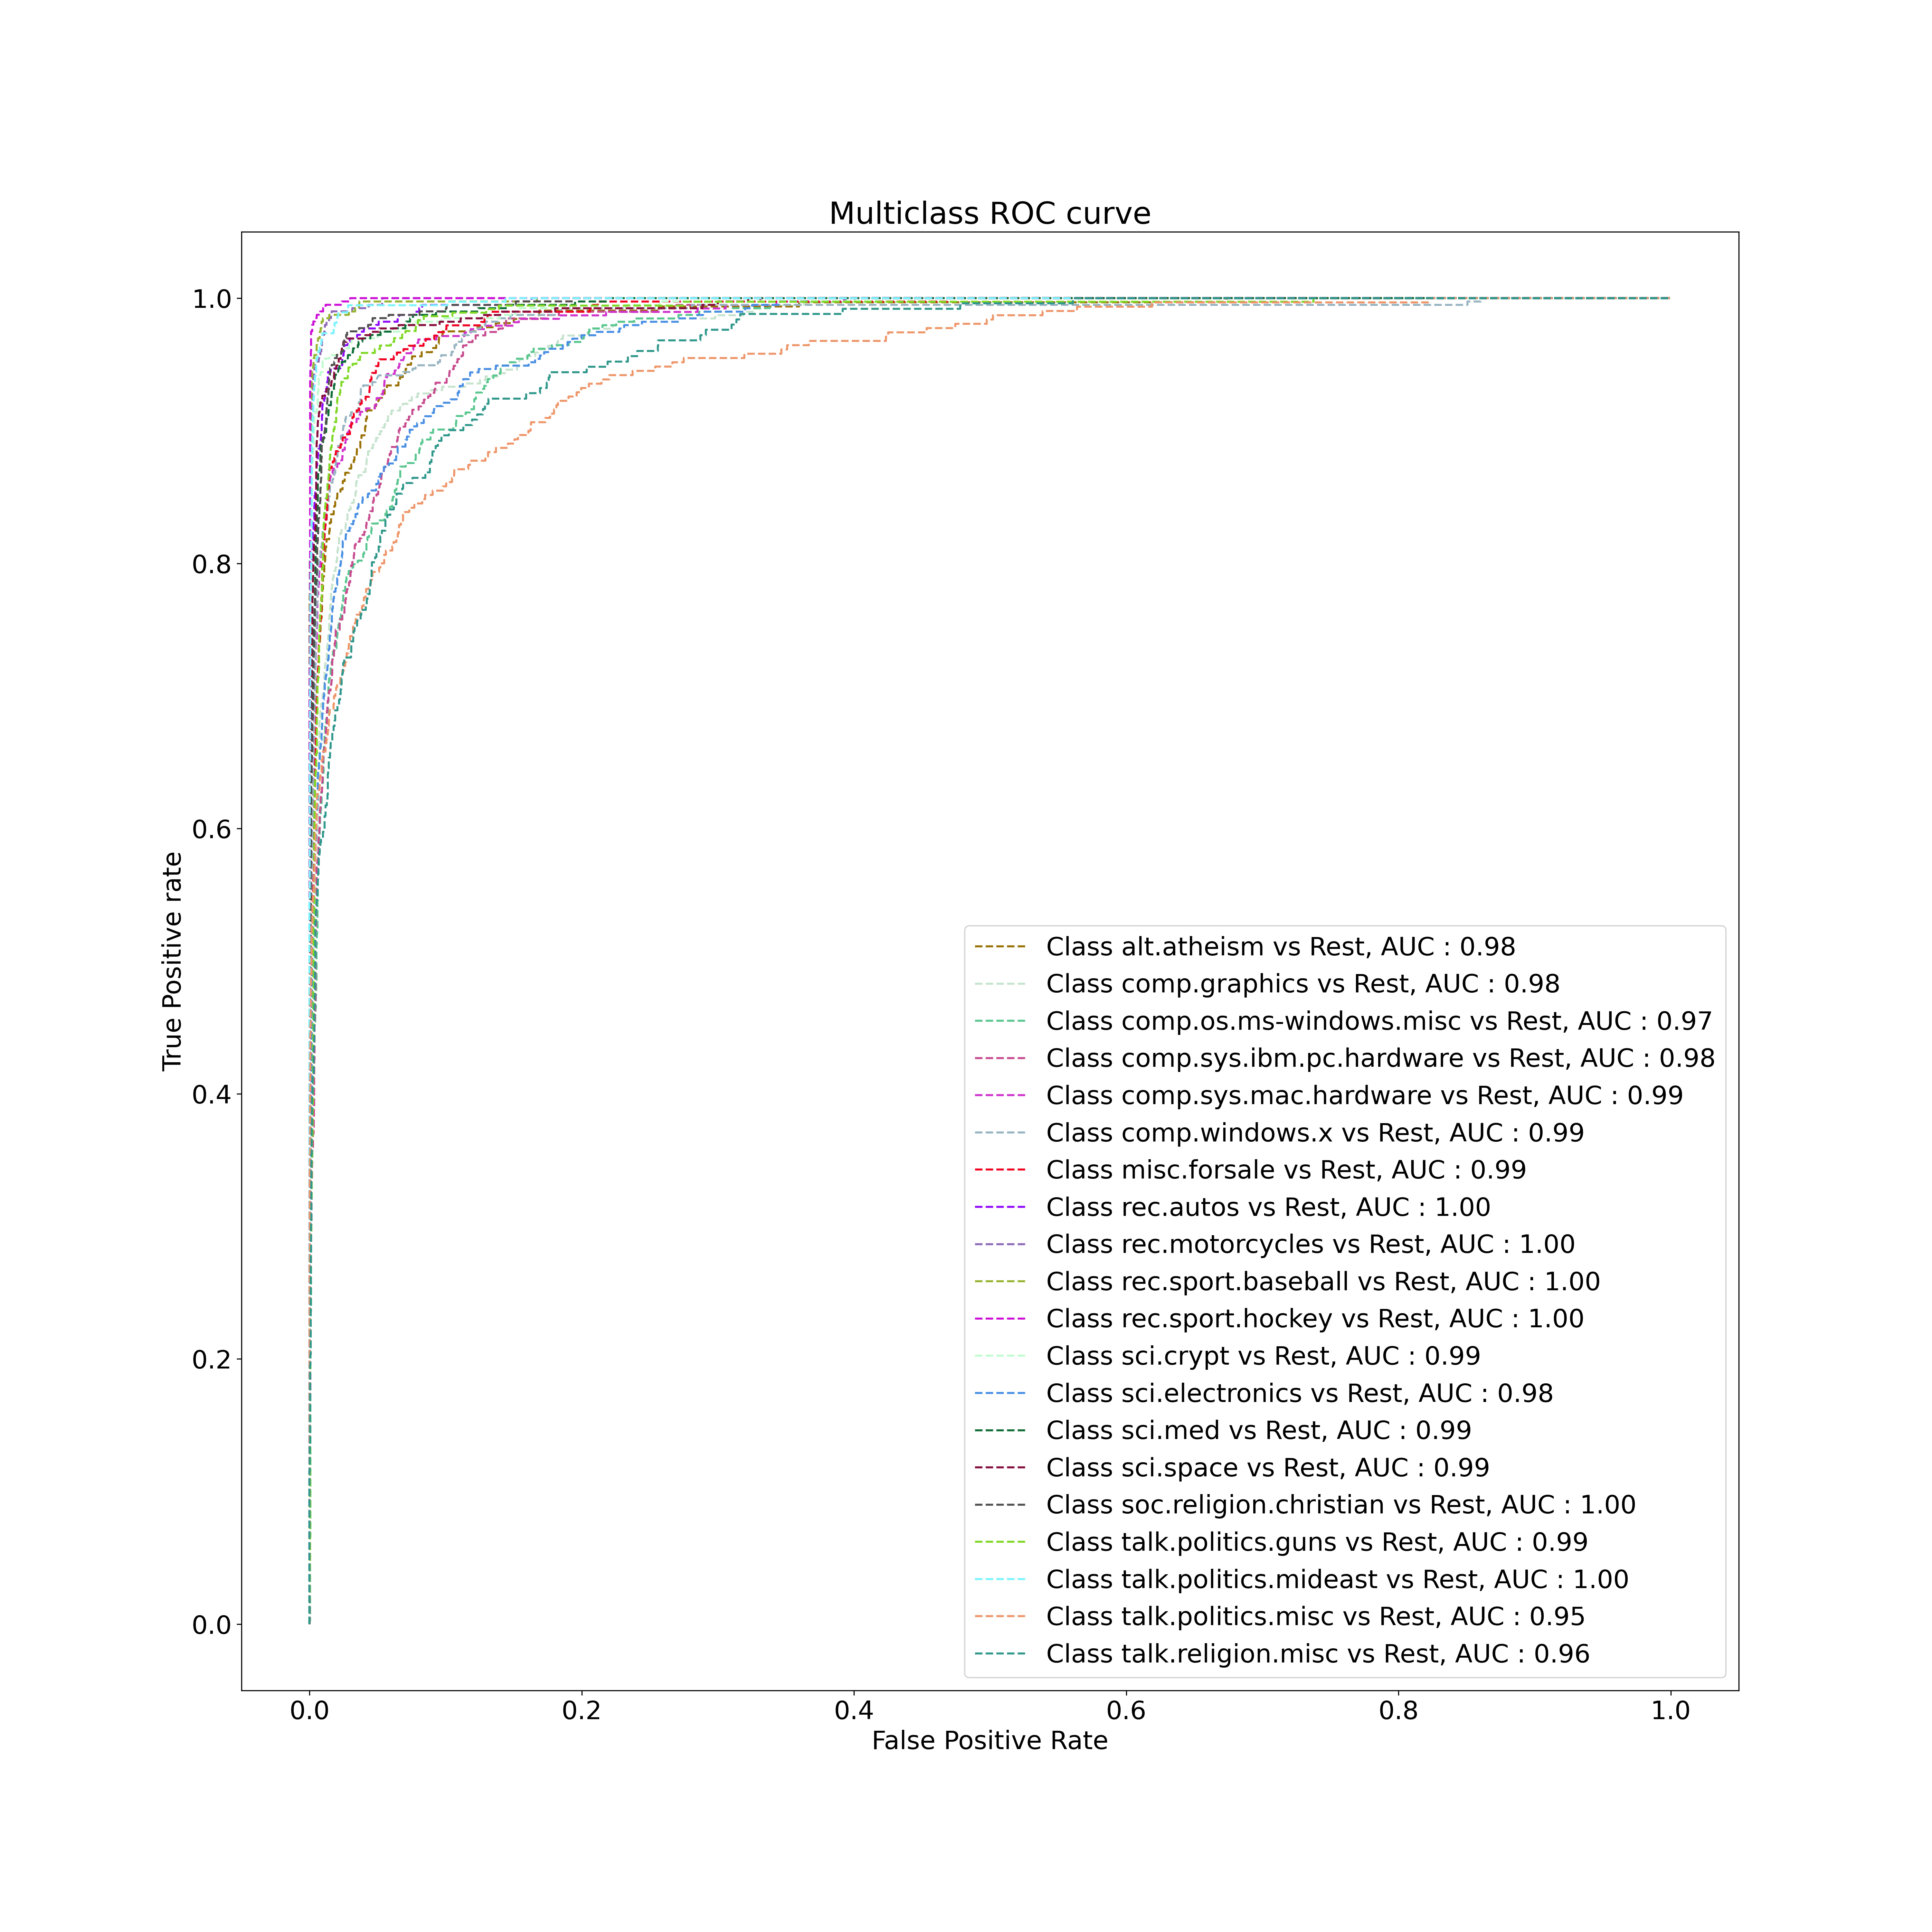 Multiclass ROC curve
1.0
0.8
0.6
0.4
0.2
0.0
True Positive rate
Class alt.atheism vs Rest, AUC : 0.98
Class comp.graphics vs Rest, AUC : 0.98
Class comp.os.ms-windows.misc vs Rest, AUC : 0.97
Class comp.sys.ibm.pc.hardware vs Rest, AUC : 0.98
Class comp.sys.mac.hardware vs Rest, AUC : 0.99
Class comp.windows.x vs Rest, AUC : 0.99
Class misc.forsale vs Rest, AUC : 0.99
Class rec.autos vs Rest, AUC : 1.00
Class rec.motorcycles vs Rest, AUC : 1.00
Class rec.sport.baseball vs Rest, AUC : 1.00
Class rec.sport.hockey vs Rest, AUC : 1.00
Class sci.crypt vs Rest, AUC : 0.99
Class sci.electronics vs Rest, AUC : 0.98
Class sci.med vs Rest, AUC : 0.99
Class sci.space vs Rest, AUC : 0.99
Class soc.religion.christian vs Rest, AUC : 1.00
Class talk.politics.guns vs Rest, AUC : 0.99
Class talk.politics.mideast vs Rest, AUC : 1.00
Class talk.politics.misc vs Rest, AUC : 0.95
Class talk.religion.misc vs Rest, AUC : 0.96
0.0 0.2 0.4 0.6 0.8 1.0
False Positive Rate